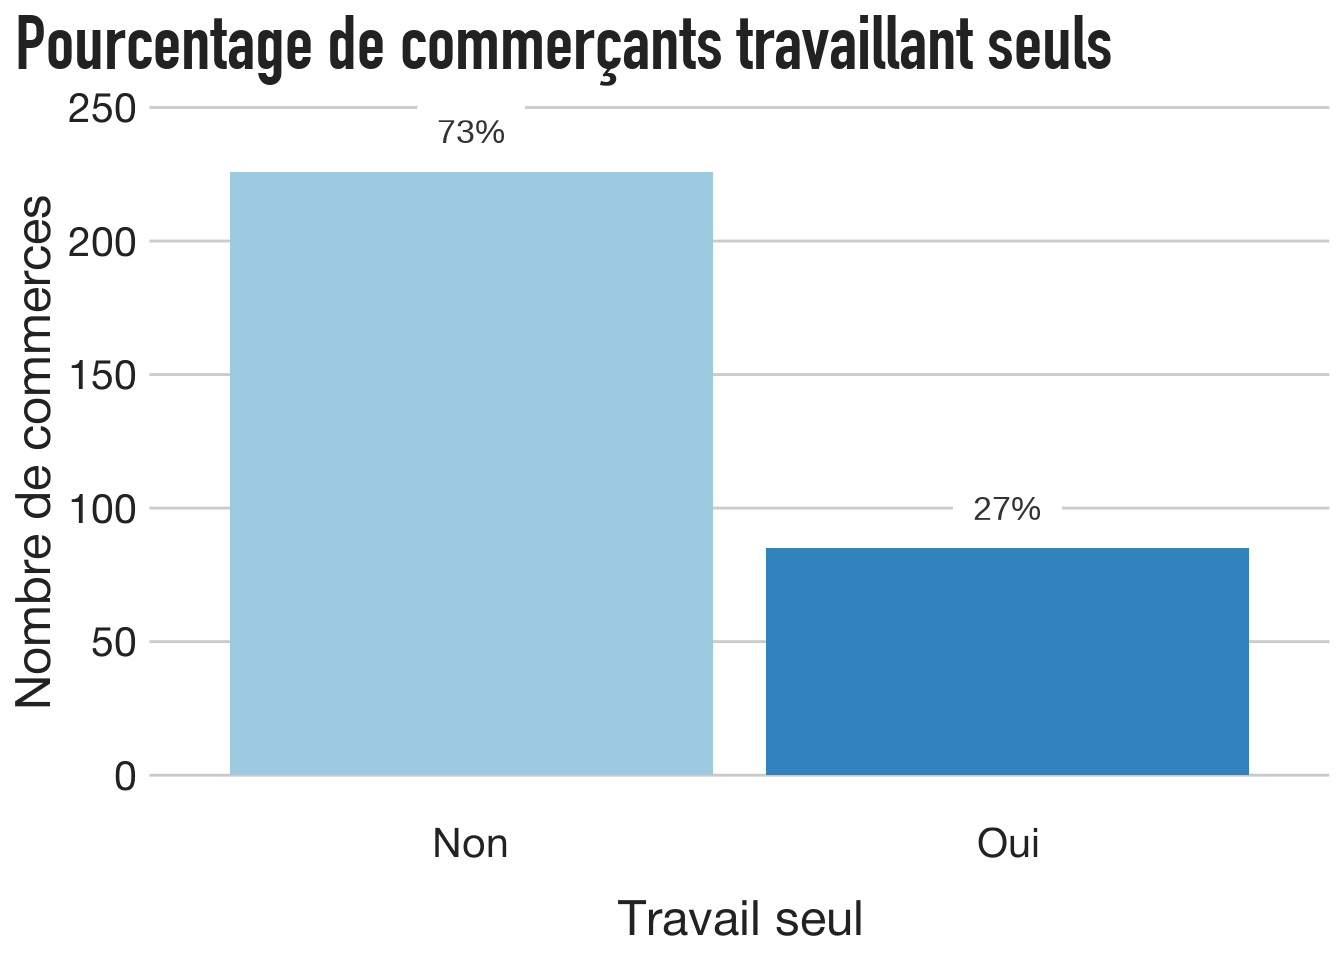 Pourcentage de commerçants travaillant seuls
250
73%
200
150
100
27%
50
0
Nombre de commerces
Non
Oui
Travail seul